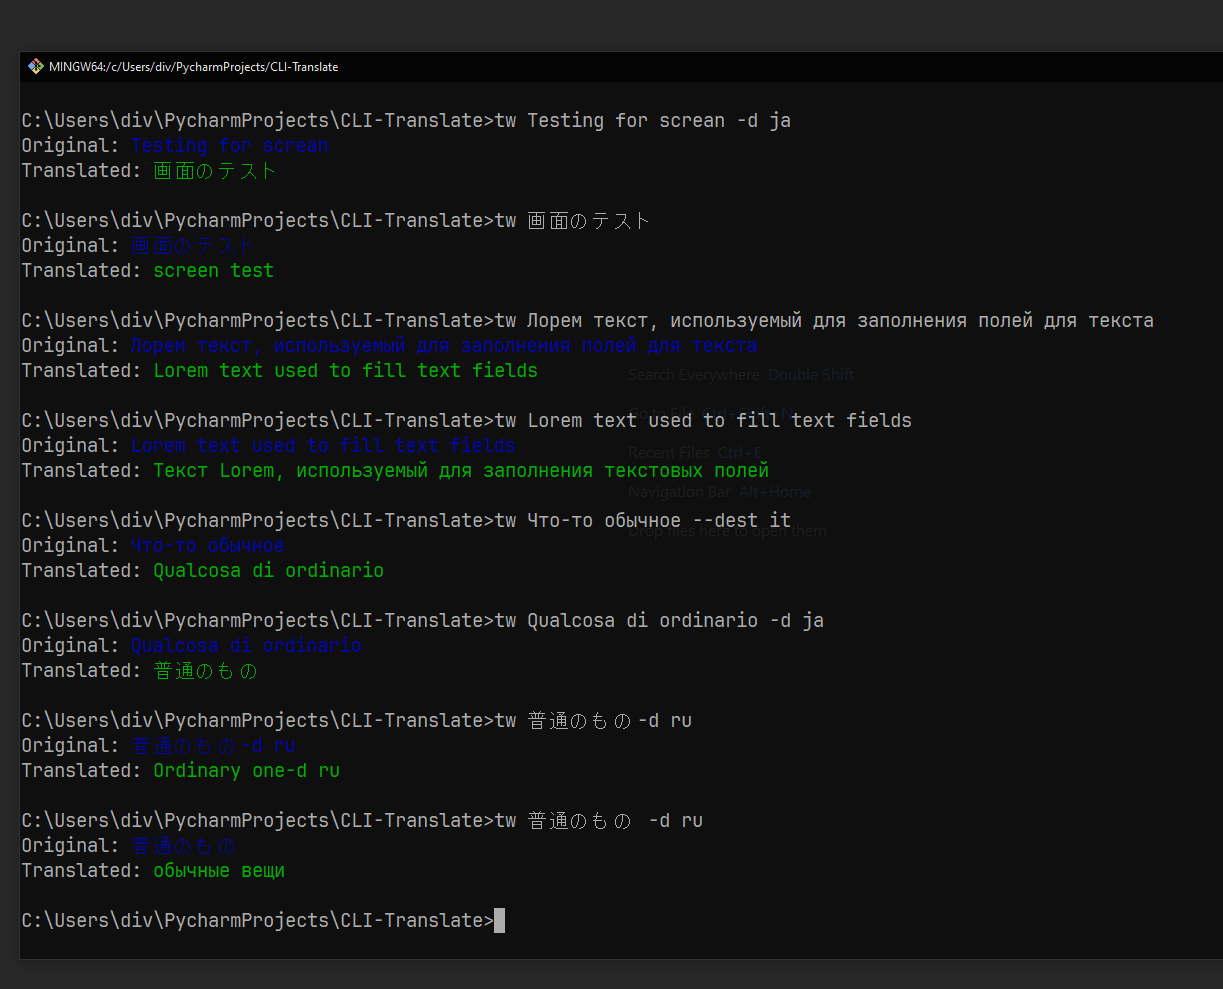 MINGW64:/c/Users/div/PycharmProjects/CLI-Translate
C:\Users\div\PycharmProjects\CLI-Translate>tw Testing for screan -d ja
Original: Testing for screan
Translated: 画面のテスト
C:\Users\div\PycharmProjects\CLI-Translate>tw 画面のテスト
Original: 画面のテスト
Translated: screen test
C:\Users\div\PycharmProjects\CLI-Translate>tw Лорем текст, используемый для заполнения полей для текста
Original: Лорем текст, используемый для заполнения полей для текста
Translated: Lorem text used to fill text fields
Search Everywhere Double Shift
C:\Users\div\PycharmProjects\CLI-Translate>tw Lorem text used to fill text fields
Go to File
Original: Lorem text used to fill text fields
Recent Files Ctrl+E
Translated: Текст Lorem, используемый для заполнения текстовых полей
Navigation Bar Alt+Home
C:\Users\div\PycharmProjects\CLI-Translate>tw Что-то обычное --dest it
Drop files here to open them
Original: Что-то обычное
Translated: Qualcosa di ordinario
C:\Users\div\PycharmProjects\CLI-Translate>tw Qualcosa di ordinario -d ja
Original: Qualcosa di ordinario
Translated: 普通のもの
C:\Users\div\PycharmProjects\CLI-Translate>tw 普通のもの-d ru
Original: 普通のもの-d ru
Translated: Ordinary one-d ru
C:\Users\div\PycharmProjects\CLI-Translate>tw 普通のもの -d ru
Original: 普通のもの
Translated: обычные вещи
C:\Users\div\PycharmProjects\CLI-Translate>